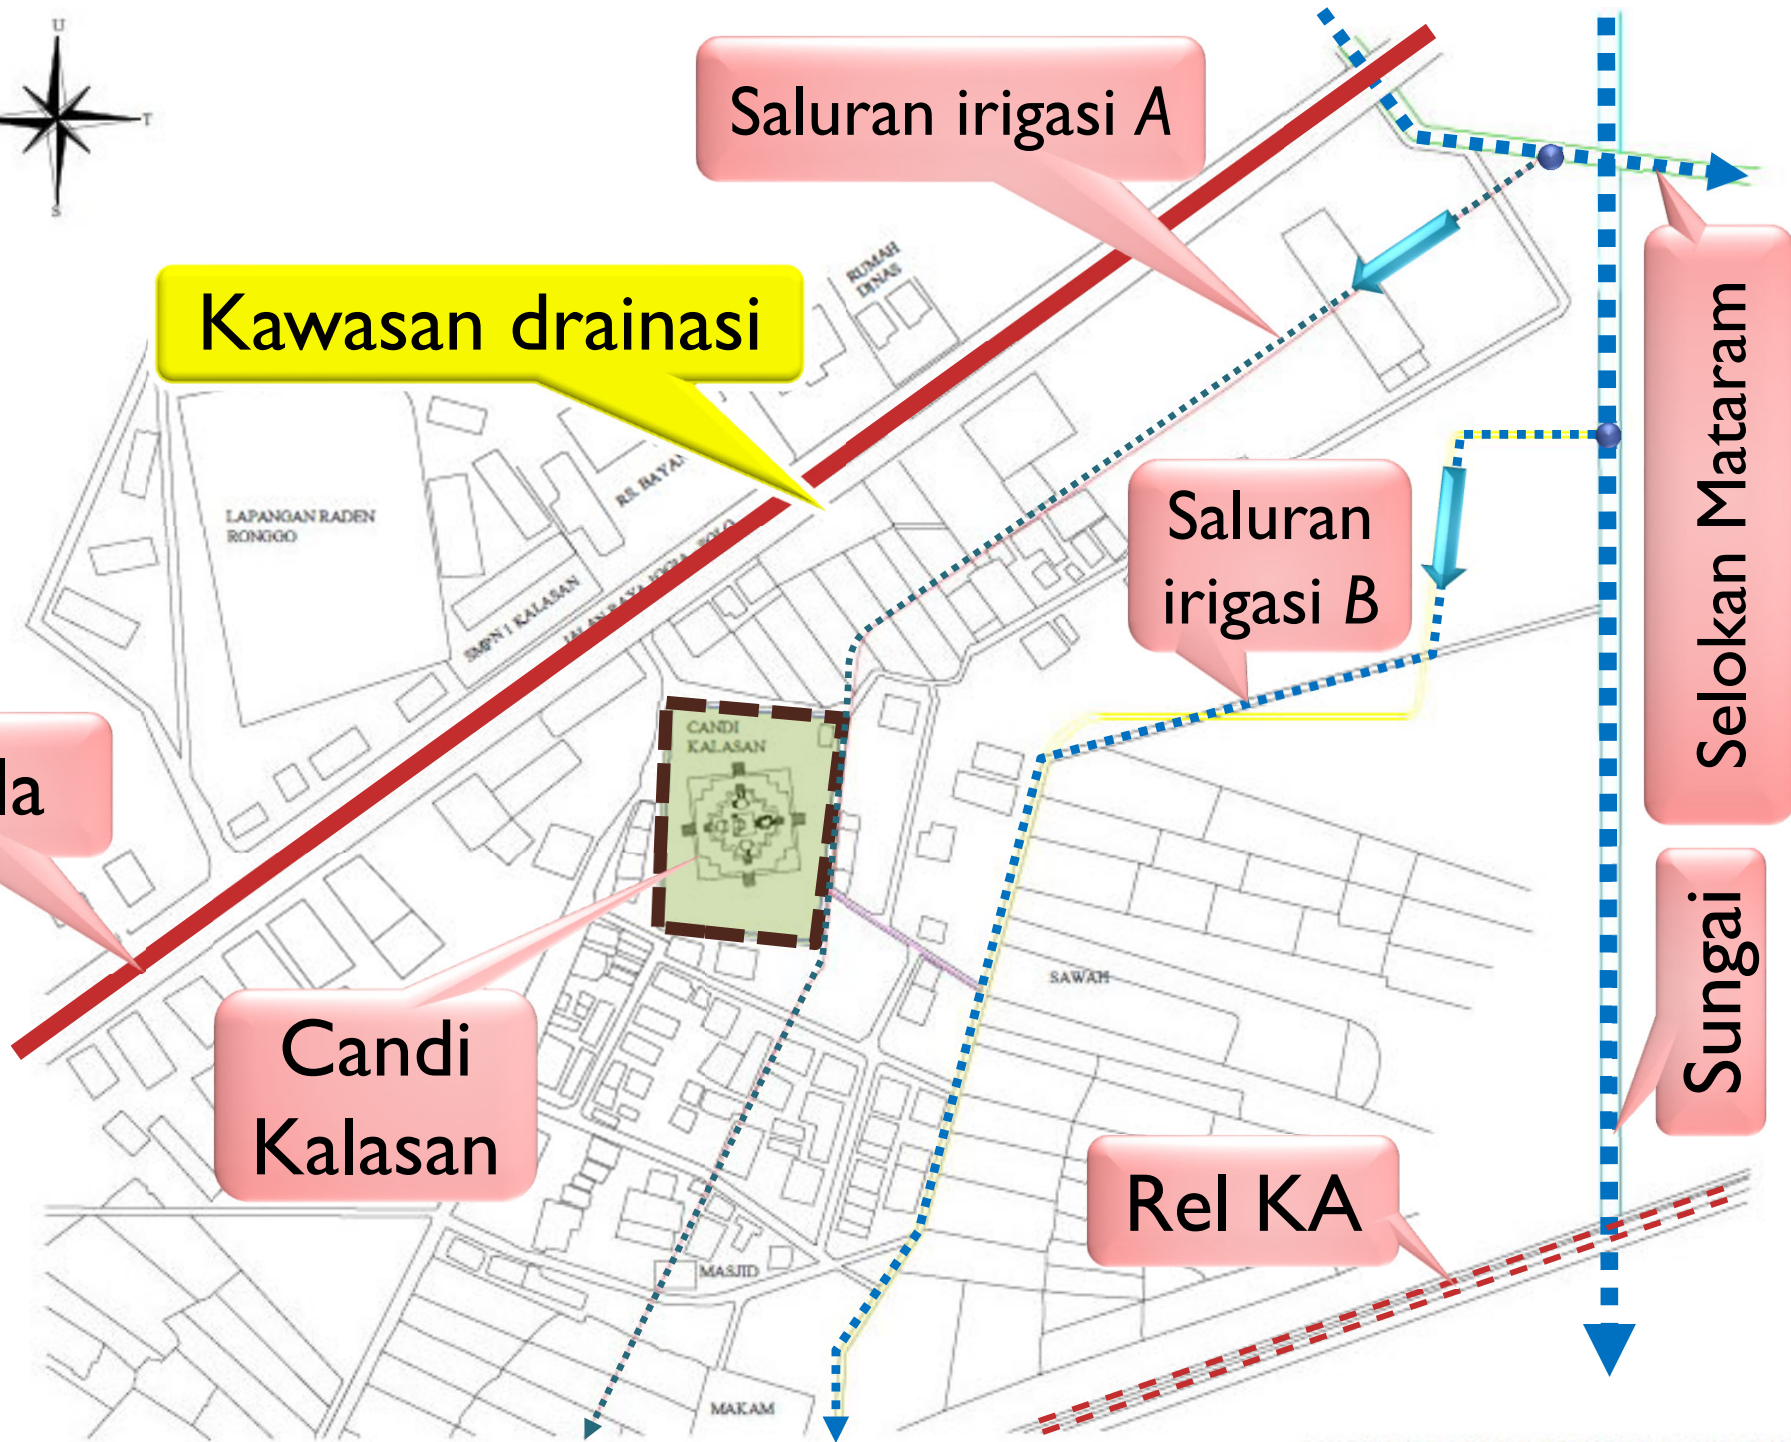 U
T
S
Saluran irigasi A
RUMAH
DINAS
Kawasan drainasi
Selokan Mataram
LAPANGAN RADEN
RONGGO
Saluran
irigasi B
SMPN 1 KALASAN
CANDI
KALASAN
la
Sungai
SAWAH
Candi
Kalasan
Rel KA
MASJID
MAKAM